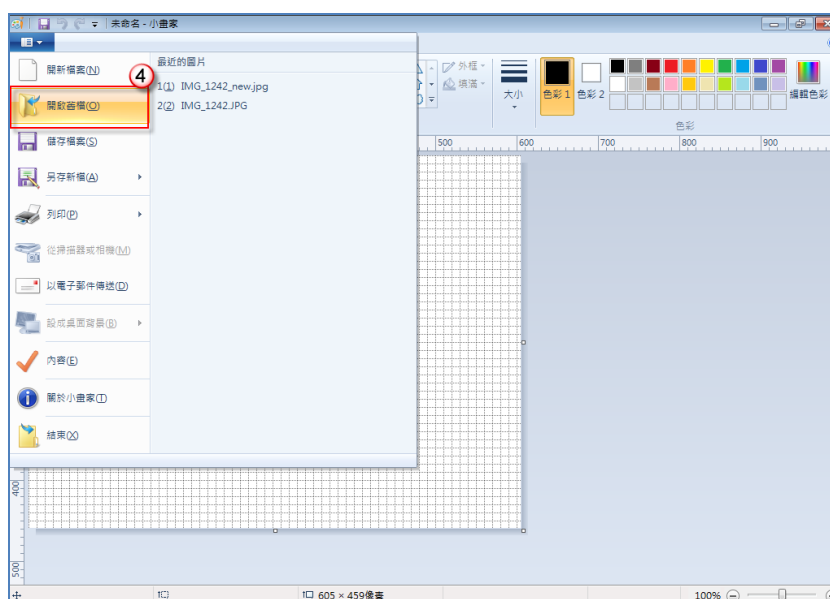 未命名 - 小畫家
開新檔案(N)
④
開啟舊檔(O)
儲存檔案(S)
另存新檔(A)
列印(P)
從掃描器或相機(M)
以電子郵件傳送(D)
設成桌面背景(B)
內容(E)
關於小畫家(T)
結束(X)
最近的圖片
1(1) IMG_1242_new.jpg
2(2) IMG_1242.JPG
外框
填滿
大小
色彩 1
色彩 2
編輯色彩
色彩
500 600 700 800 900
400
500
605 × 459像素
100%